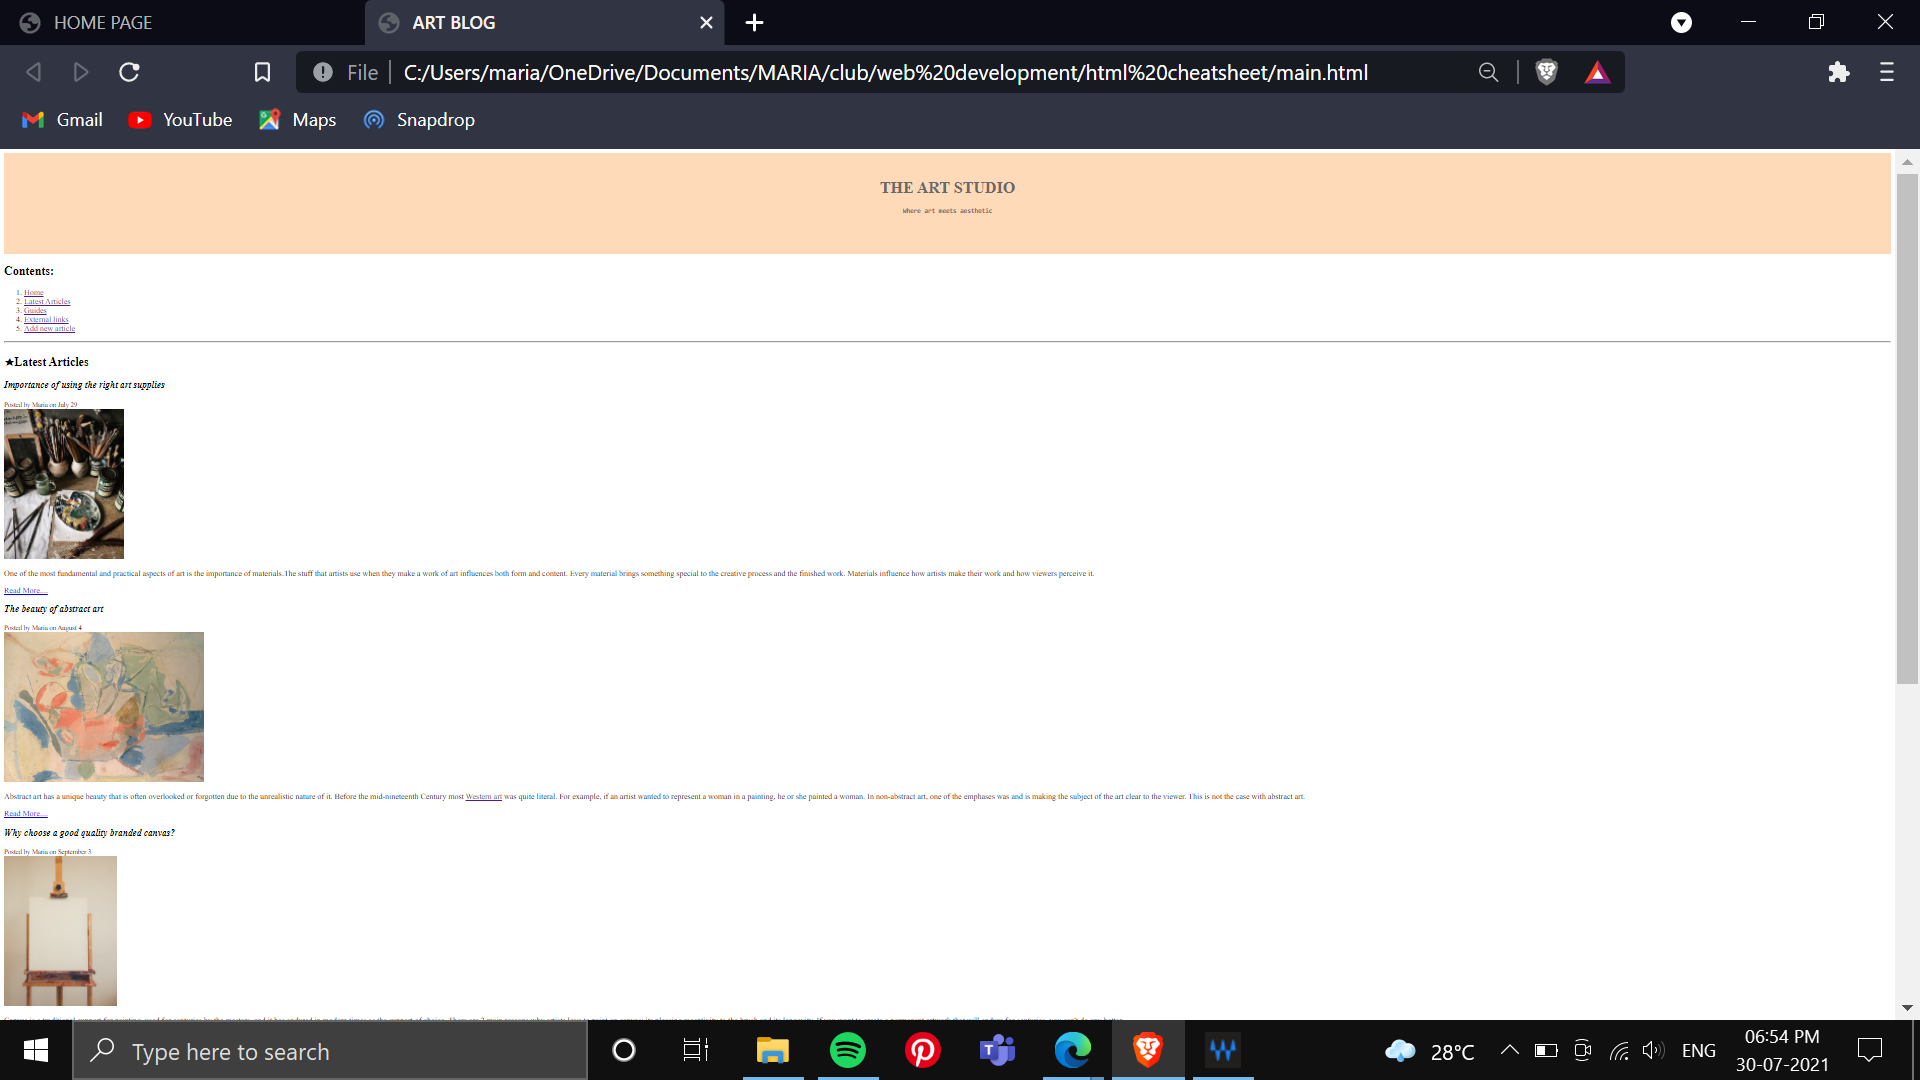 HOME PAGE
ART BLOG
File
C:/Users/maria/OneDrive/Documents/MARIA/club/web%20development/html%20cheatsheet/main.html
Gmail
YouTube
Maps
Snapdrop
THE ART STUDIO
Where art meets aesthetic
Contents:
1. Home
2. Latest Articles
3. Guides
4. External links
5. Add new article
★Latest Articles
Importance of using the right art supplies
Posted by Maria on July 29
One of the most fundamental and practical aspects of art is the importance of materials.The stuff that artists use when they make a work of art influences both form and content. Every material brings something special to the creative process and the finished work. Materials influence how artists make their work and how viewers perceive it.
Read More....
The beauty of abstract art
Posted by Maria on August 4
Abstract art has a unique beauty that is often overlooked or forgotten due to the unrealistic nature of it. Before the mid-nineteenth Century most Western art was quite literal. For example, if an artist wanted to represent a woman in a painting, he or she painted a woman. In non-abstract art, one of the emphases was and is making the subject of the art clear to the viewer. This is not the case with abstract art.
Read More....
Why choose a good quality branded canvas?
Posted by Maria on September 3
Type here to search
28°C
ENG
06:54 PM
30-07-2021